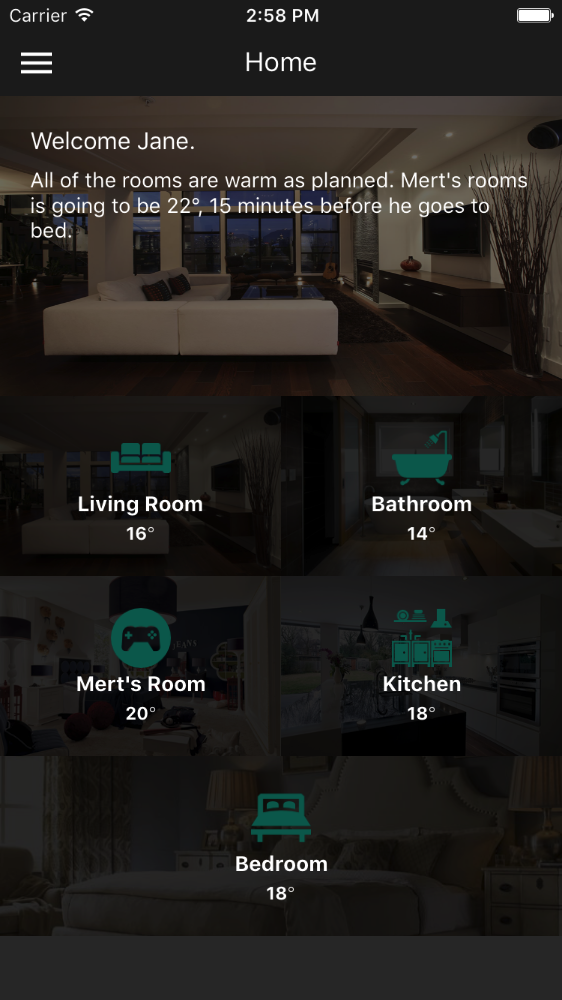 Carrier 2:58 PM
Home
Welcome Jane.
All of the rooms are warm as planned. Mert's rooms
is going to be 22°, 15 minutes before he goes to
bed.
Living Room
16°
Bathroom
14°
Mert's Room
20°
Kitchen
18°
Bedroom
18°